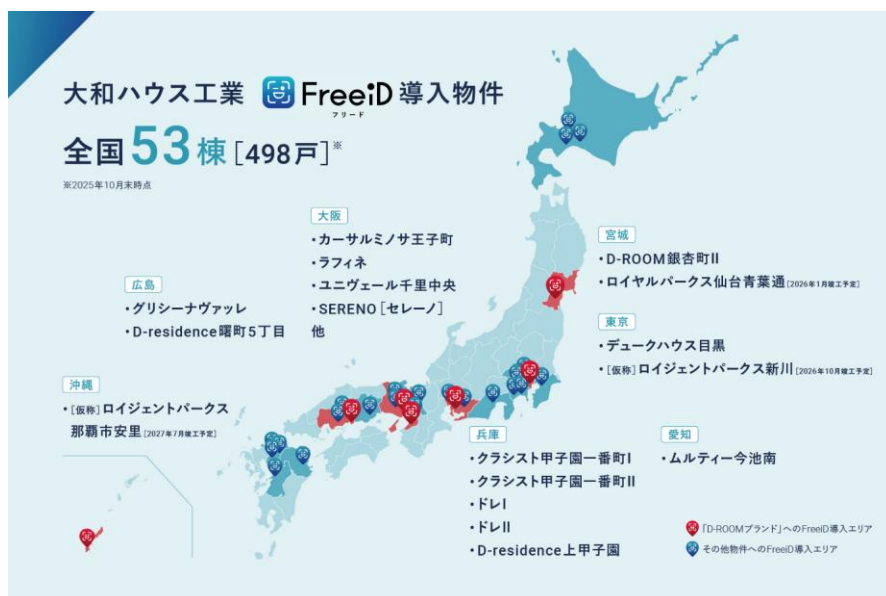 大和ハウス工業 FreeiD 導入物件
フリード
全国53棟[498戸]※
※2025年10月末時点
大阪
・カーサルミノサ王子町
・ラフィネ
・ユニヴェール千里中央
・SERENO［セレーノ］
他
広島
・グリシーナヴァッレ
・D-residence曙町5丁目
沖縄
・［仮称］ロイジェントパークス
那覇市安里［2027年7月竣工予定］
宮城
・D-ROOM銀杏町II
・ロイヤルパークス仙台青葉通［2026年1月竣工予定］
東京
・デュークハウス目黒
・［仮称］ロイジェントパークス新川［2026年10月竣工予定］
兵庫
・クラシスト甲子園一番町I
・クラシスト甲子園一番町II
・ドレI
・ドレII
・D-residence上甲子園
愛知
・ムルティー今池南
「D-ROOMブランド」へのFreeiD導入エリア
その他物件へのFreeiD導入エリア